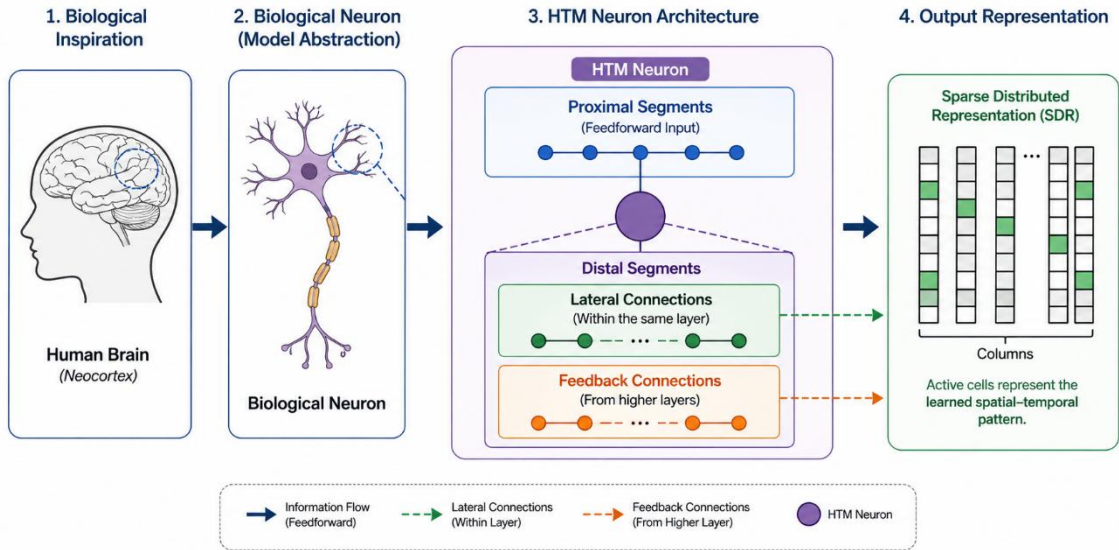 1. Biological
Inspiration
Human Brain
(Neocortex)
2. Biological Neuron
(Model Abstraction)
Biological Neuron
3. HTM Neuron Architecture
HTM Neuron
Proximal Segments
(Feedforward Input)
Distal Segments
Lateral Connections
(Within the same layer)
...
Feedback Connections
(From higher layers)
...
4. Output Representation
Sparse Distributed
Representation (SDR)
...
Columns
Active cells represent the
learned spatial–temporal
pattern.
Information Flow
(Feedforward)
Lateral Connections
(Within Layer)
Feedback Connections
(From Higher Layer)
HTM Neuron